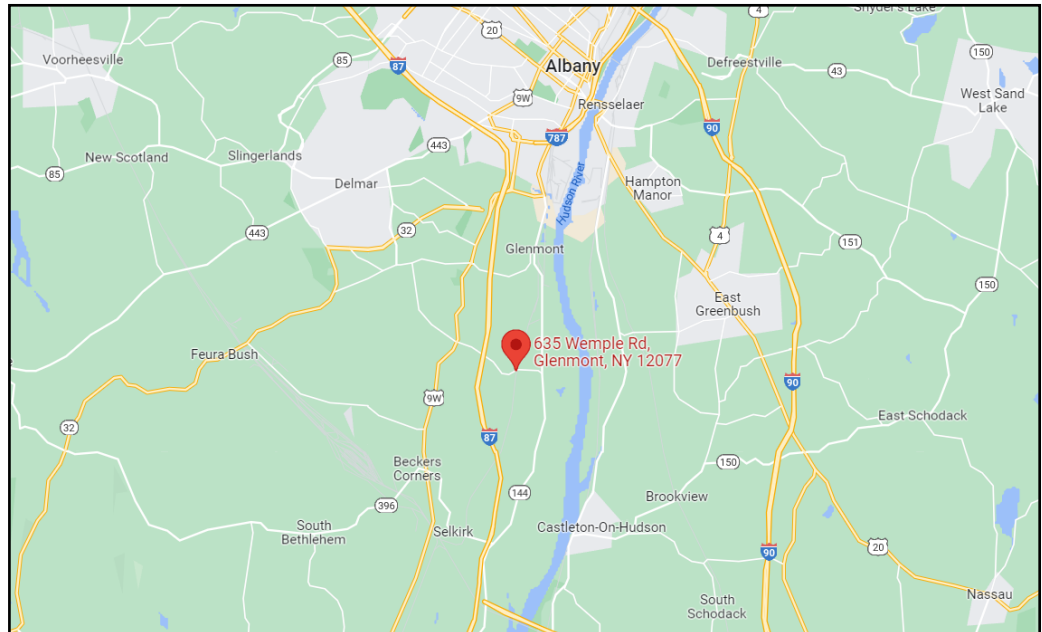 4
Snyder's Lake
20
Voorheesville
85
87
Albany
Defreestville
150
43
9W
Rensselaer
90
West Sand
Lake
787
443
New Scotland
Slingerlands
85
Delmar
Hampton
Manor
Hudson River
32
443
4
151
Glenmont
150
East
Greenbush
635 Wemple Rd,
Glenmont, NY 12077
Feura Bush
90
9W
East Schodack
32
87
Beckers
Corners
150
144
Brookview
396
South
Bethlehem
Selkirk
Castleton-On-Hudson
20
90
Nassau
South
Schodack